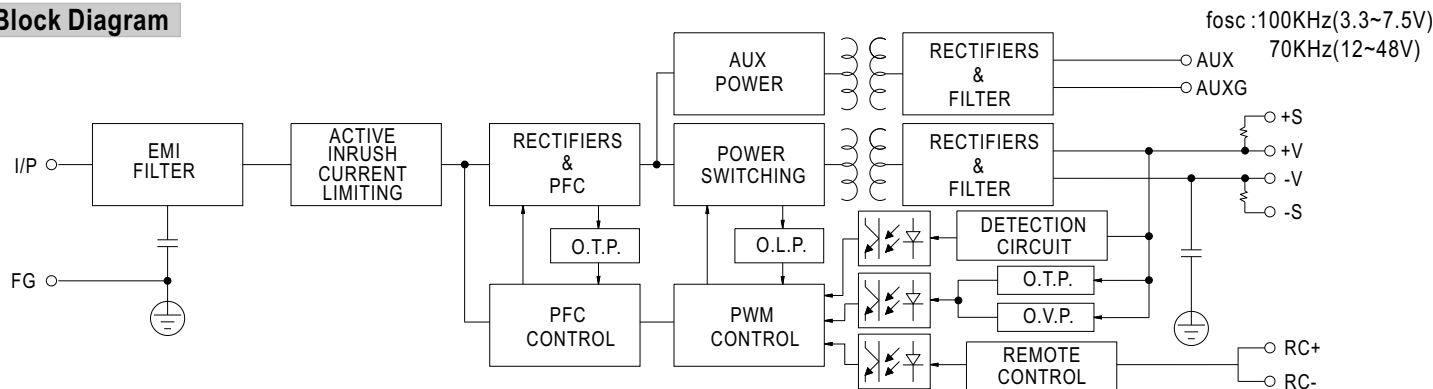 Block Diagram
fosc :100KHz(3.3~7.5V)
70KHz(12~48V)
AUX
POWER
RECTIFIERS
&
FILTER
AUX
AUXG
I/P
EMI
FILTER
ACTIVE
INRUSH
CURRENT
LIMITING
RECTIFIERS
&
PFC
POWER
SWITCHING
RECTIFIERS
&
FILTER
+S
+V
-V
-S
O.T.P.
O.L.P.
DETECTION
CIRCUIT
FG
PFC
CONTROL
PWM
CONTROL
O.T.P.
O.V.P.
REMOTE
CONTROL
RC+
RC-